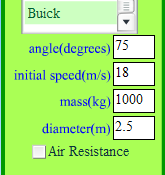 Buick
angle(degrees) 75
initial speed(m/s) 18
mass(kg) 1000
diameter(m) 2.5
Air Resistance